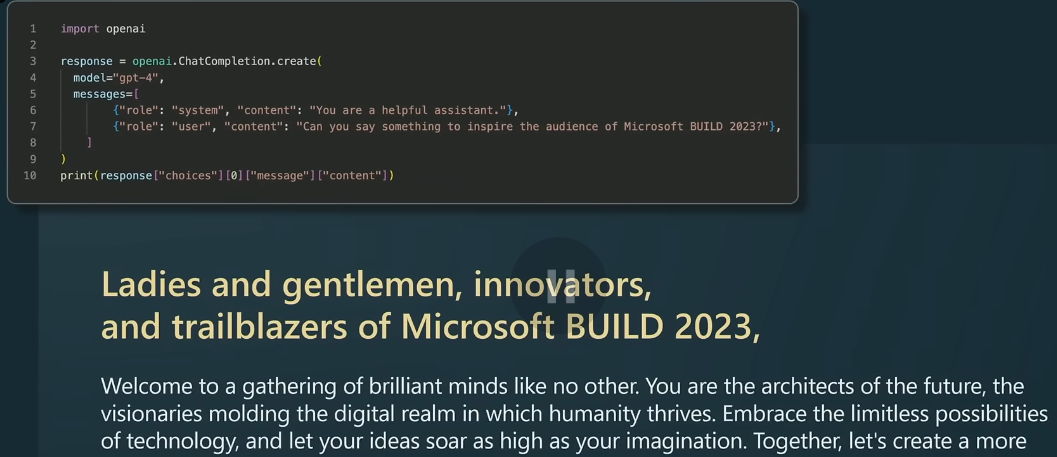 1 import openai
2
3 response = openai.ChatCompletion.create(
4 model="gpt-4",
5 messages=[
6 {"role": "system", "content": "You are a helpful assistant."},
7 {"role": "user", "content": "Can you say something to inspire the audience of Microsoft BUILD 2023?"},
8 ]
9 )
10 print(response["choices"][0]["message"]["content"])
Ladies and gentlemen, innovators,
and trailblazers of Microsoft BUILD 2023,
Welcome to a gathering of brilliant minds like no other. You are the architects of the future, the
visionaries molding the digital realm in which humanity thrives. Embrace the limitless possibilities
of technology, and let your ideas soar as high as your imagination. Together, let's create a more